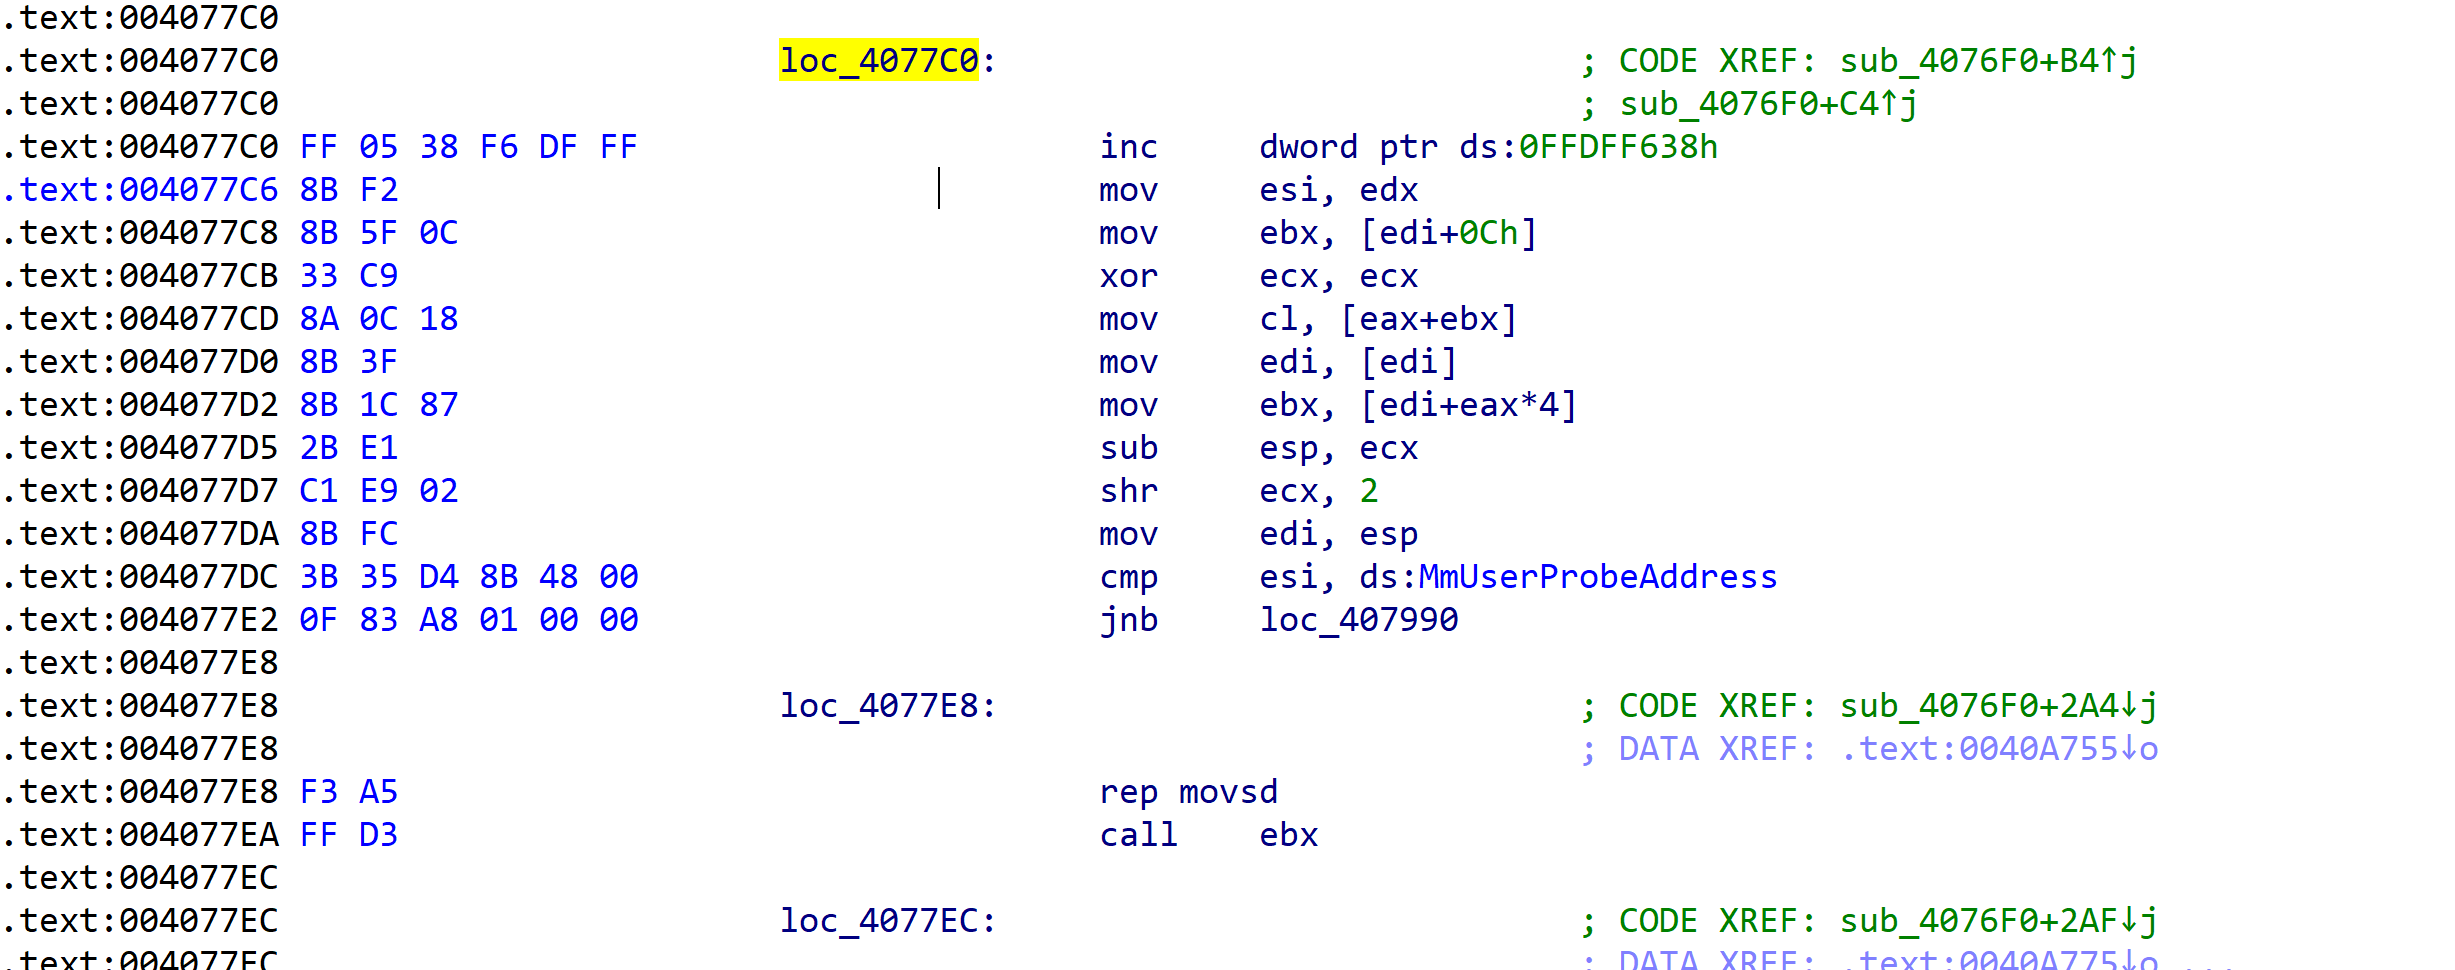 .text:004077C0
.text:004077C0 loc_4077C0: ; CODE XREF: sub_4076F0+B4↑j
.text:004077C0 ; sub_4076F0+C4↑j
.text:004077C0 FF 05 38 F6 DF FF inc dword ptr ds:0FFDFF638h
.text:004077C6 8B F2 mov esi, edx
.text:004077C8 8B 5F 0C mov ebx, [edi+0Ch]
.text:004077CB 33 C9 xor ecx, ecx
.text:004077CD 8A 0C 18 mov cl, [eax+ebx]
.text:004077D0 8B 3F mov edi, [edi]
.text:004077D2 8B 1C 87 mov ebx, [edi+eax*4]
.text:004077D5 2B E1 sub esp, ecx
.text:004077D7 C1 E9 02 shr ecx, 2
.text:004077DA 8B FC mov edi, esp
.text:004077DC 3B 35 D4 8B 48 00 cmp esi, ds:MmUserProbeAddress
.text:004077E2 0F 83 A8 01 00 00 jnb loc_407990
.text:004077E8
.text:004077E8 loc_4077E8: ; CODE XREF: sub_4076F0+2A4↓j
.text:004077E8 ; DATA XREF: .text:0040A755↓o
.text:004077E8 F3 A5 rep movsd
.text:004077EA FF D3 call ebx
.text:004077EC
.text:004077EC loc_4077EC: ; CODE XREF: sub_4076F0+2AF↓j
.text:004077EC ; DATA XREF: .text:0040A775↓o ...